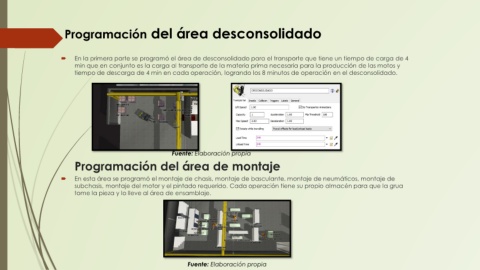 Programación del área desconsolidado
En la primera parte se programó el área de desconsolidado para el transporte que tiene un tiempo de carga de 4
min que en conjunto es la carga al transporte de la materia prima necesaria para la producción de las motos y
tiempo de descarga de 4 min en cada operación, logrando los 8 minutos de operación en el desconsolidado.
Fuente: Elaboración propia
Programación del área de montaje
En esta área se programó el montaje de chasis, montaje de basculante, montaje de neumáticos, montaje de
subchasis, montaje del motor y el pintado requerido. Cada operación tiene su propio almacén para que la grua
tome la pieza y la lleve al área de ensamblaje.
Fuente: Elaboración propia